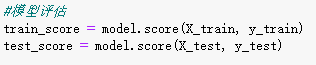 #模型评估
train_score = model.score(X_train, y_train)
test_score = model.score(X_test, y_test)